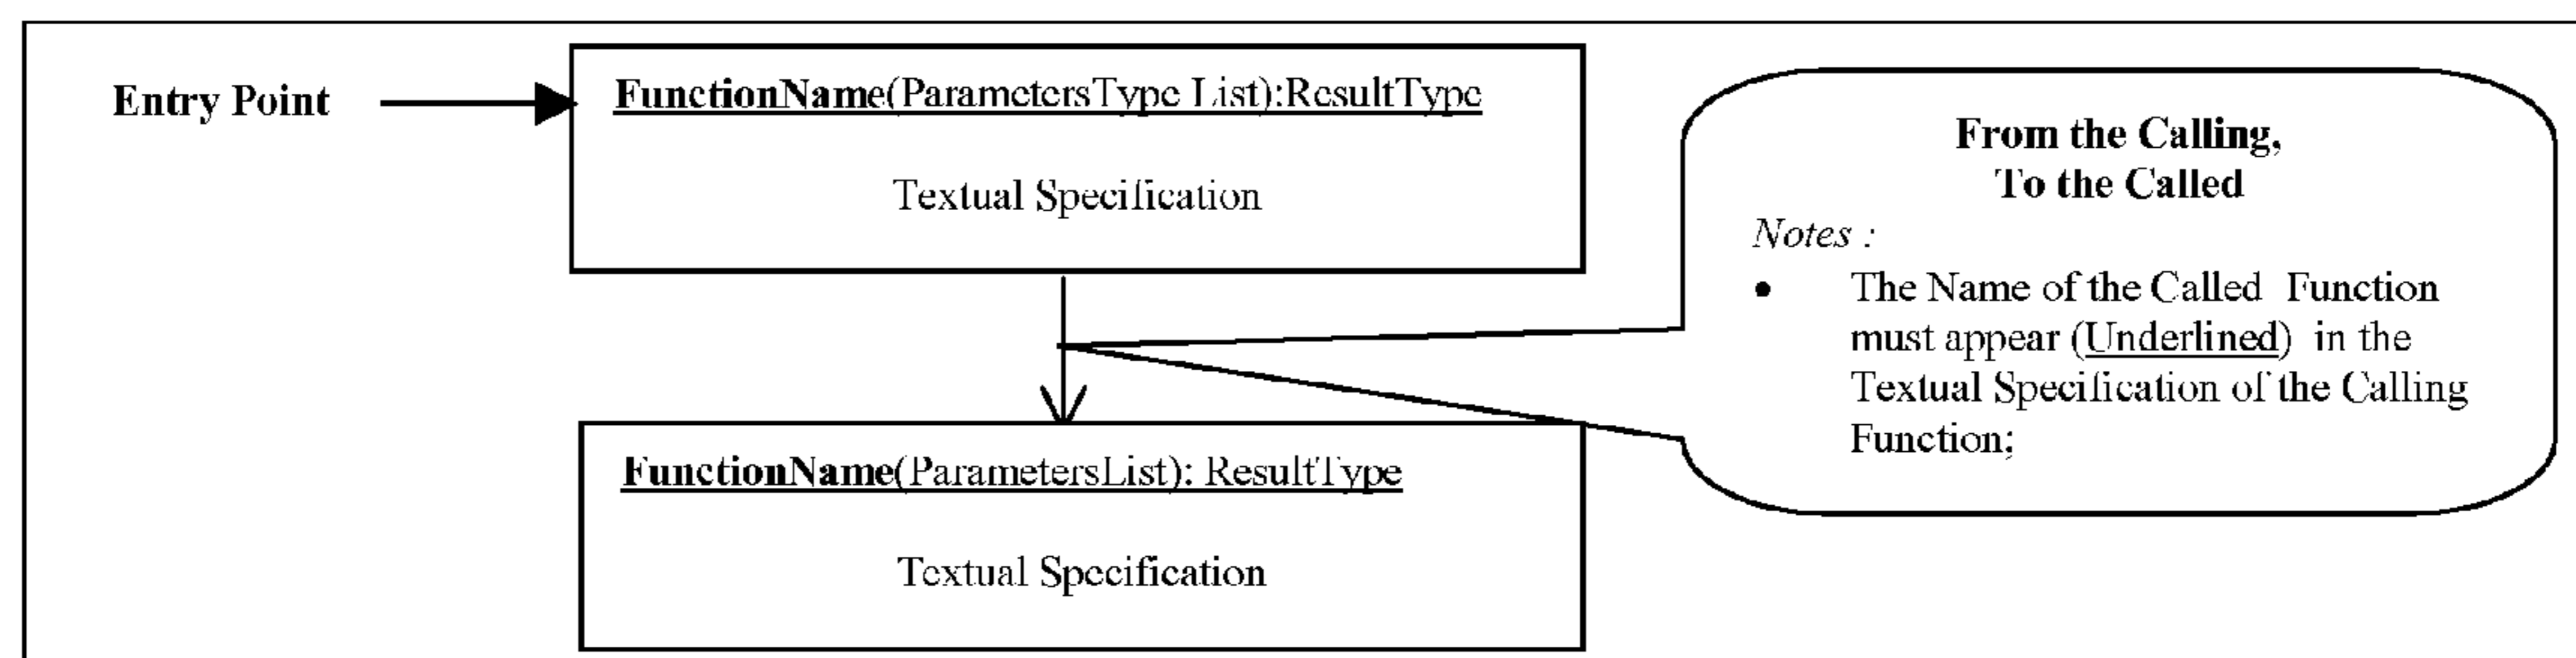 Entry Point
FunctionName(ParametersType List):ResultType
Textual Specification
From the Calling,
To the Called
Notes :
• The Name of the Called Function
must appear (Underlined) in the
Textual Specification of the Calling
Function;
FunctionName(ParametersList): ResultType
Textual Specification